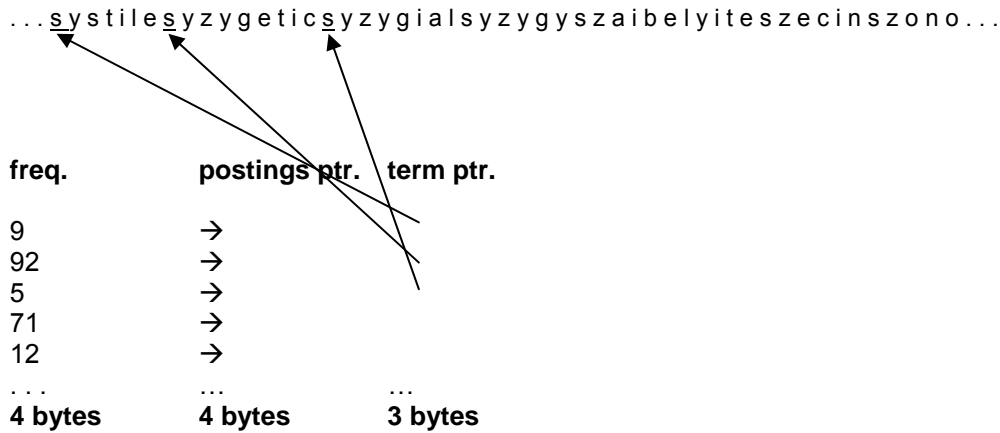 . . . s y s t i l e s y z y g e t i c s y z y g i a l s y z y g y s z a i b e l y i t e s z e c i n s z o n o . . .
freq. postings ptr. term ptr.
9 →
92 →
5 →
71 →
12 →
. . . … …
4 bytes 4 bytes 3 bytes